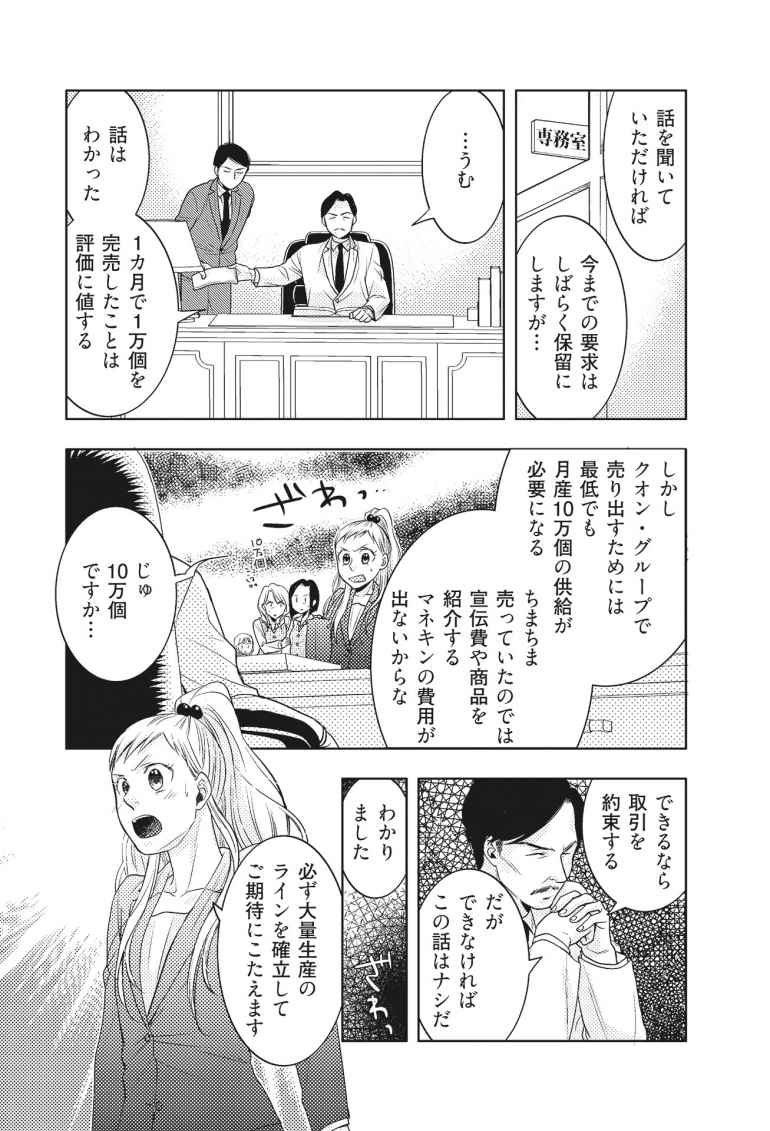 話を聞いて
いただければ
専務室
今までの要求は
しばらく保留に
しますが…
…うむ
話は
わかった
1カ月で1万個を
完売したことは
評価に値する
しかし
クオン・グループで
売り出すためには
最低でも
月産10万個の供給が
必要になる
ちまちま
売っていたのでは
宣伝費や商品を
紹介する
マネキンの費用が
出ないからな
ざわっ…
10万個
…!?
じゅ
10万個
ですか…
できるなら
取引を
約束する
だが
できなければ
この話はナシだ
わかり
ました
ざわっ
必ず大量生産の
ラインを確立して
ご期待にこたえます